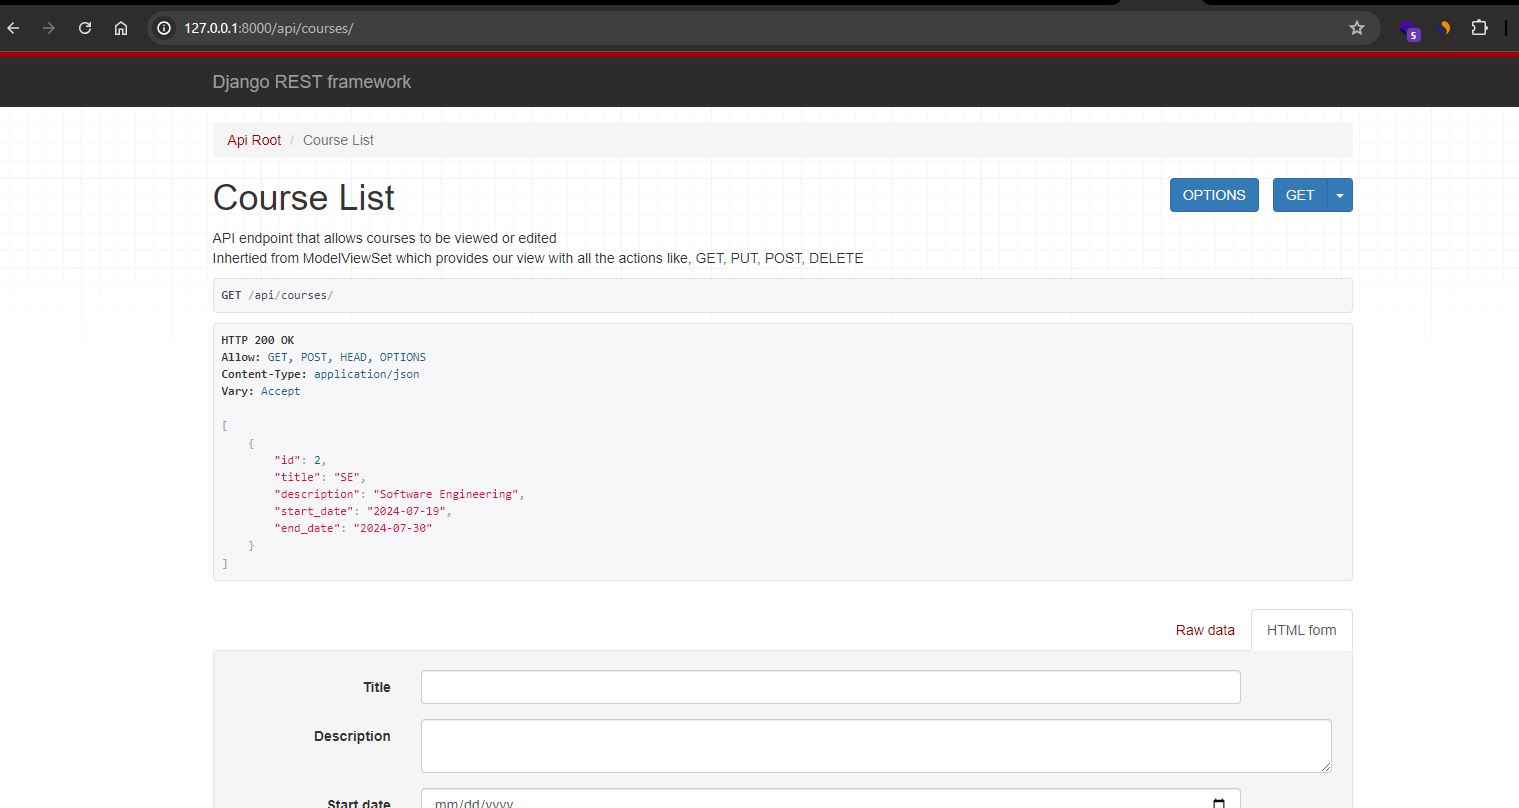 127.0.0.1:8000/api/courses/
5
Django REST framework
Api Root / Course List
Course List
OPTIONS
GET
API endpoint that allows courses to be viewed or edited
Inhertied from ModelViewSet which provides our view with all the actions like, GET, PUT, POST, DELETE
GET /api/courses/
HTTP 200 OK
Allow: GET, POST, HEAD, OPTIONS
Content-Type: application/json
Vary: Accept
[
    {
        "id": 2,
        "title": "SE",
        "description": "Software Engineering",
        "start_date": "2024-07-19",
        "end_date": "2024-07-30"
    }
]
Raw data
HTML form
Title
Description
Start date
mm/dd/yyyy